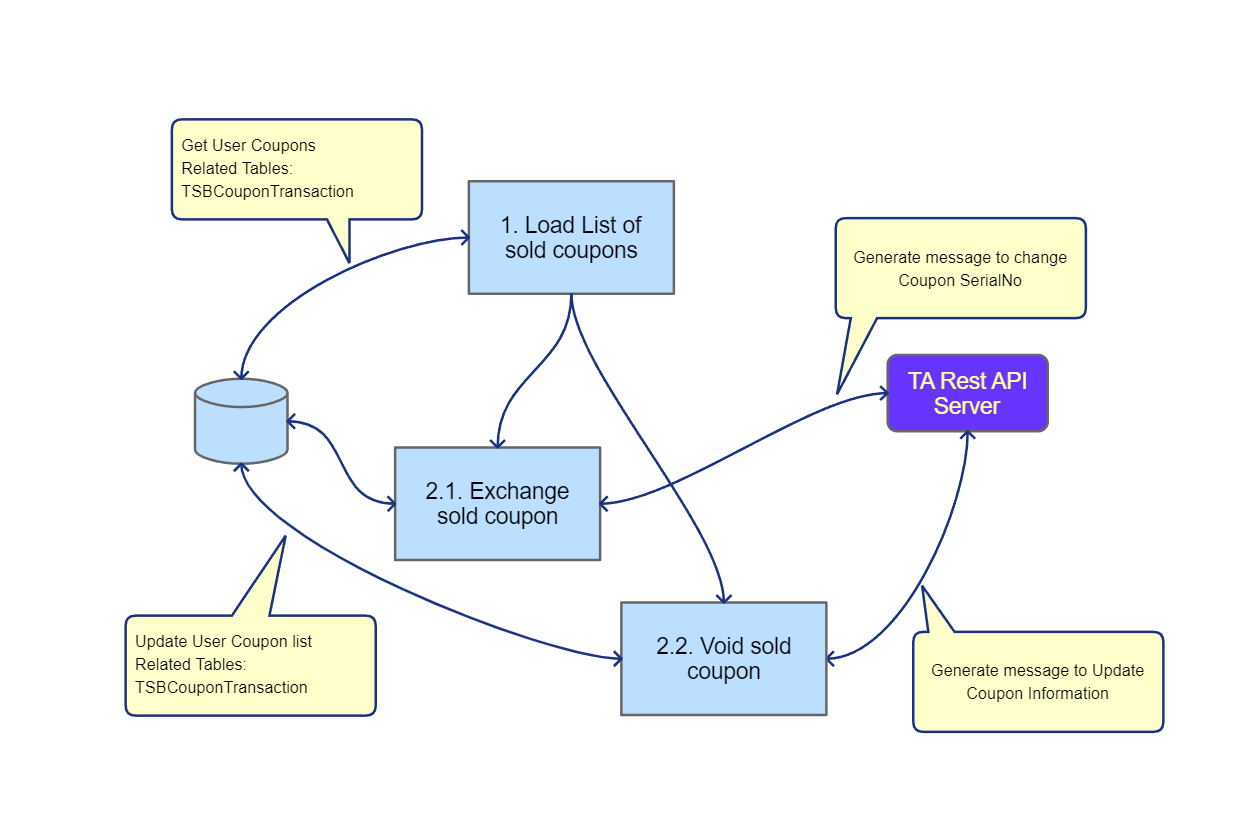 Get User Coupons
Related Tables:
TSBCouponTransaction
1. Load List of
sold coupons
Generate message to change
Coupon SerialNo
TA Rest API
Server
2.1. Exchange
sold coupon
Update User Coupon list
Related Tables:
TSBCouponTransaction
2.2. Void sold
coupon
Generate message to Update
Coupon Information